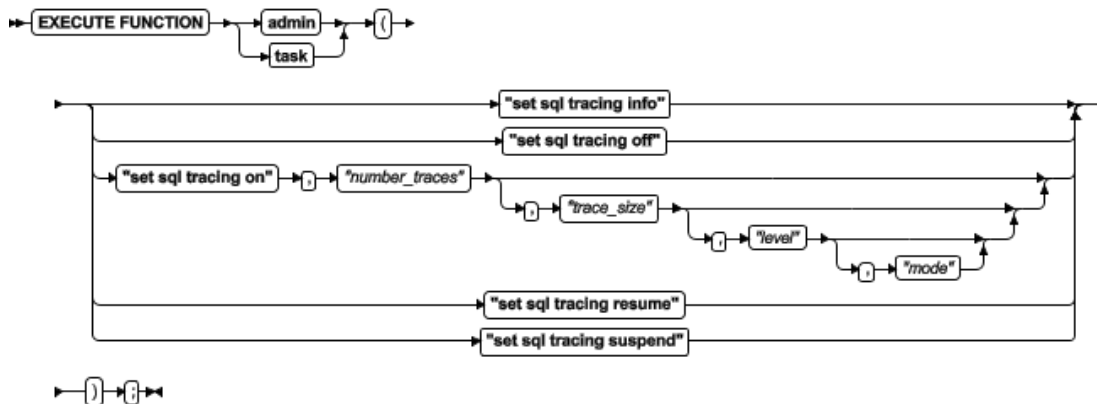 EXECUTE FUNCTION admin (
task
"set sql tracing info"
"set sql tracing off"
"set sql tracing on" , "number_traces"
, "trace_size"
, "level"
, "mode"
"set sql tracing resume"
"set sql tracing suspend"
) ;